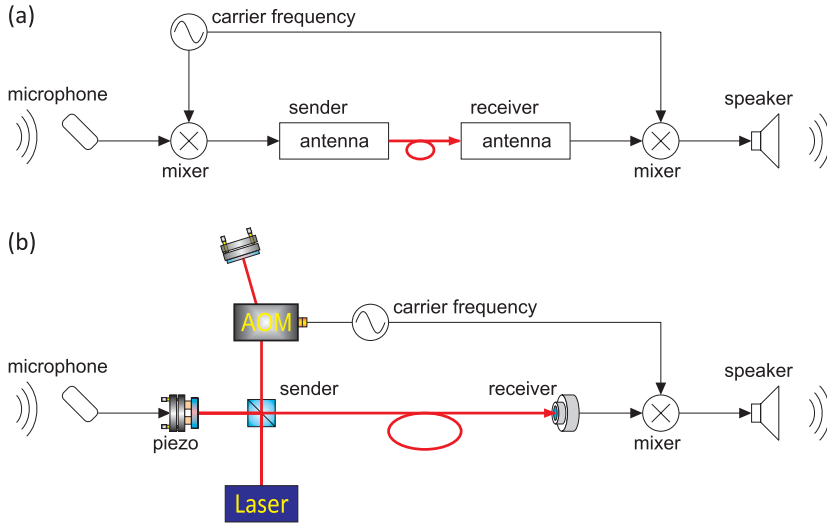 (a)
carrier frequency
microphone
sender
receiver
speaker
antenna
antenna
mixer
mixer
(b)
AOM
carrier frequency
microphone
sender
receiver
speaker
piezo
mixer
Laser